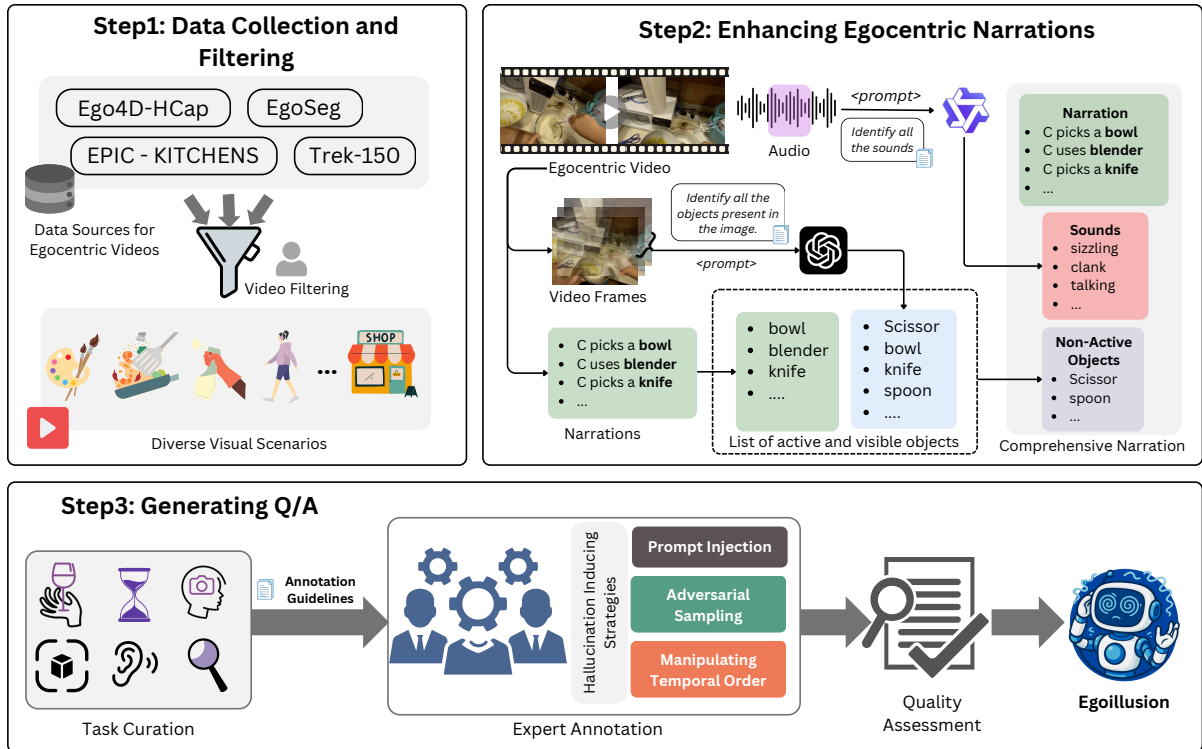 Step1: Data Collection and
Filtering
Ego4D-HCap
EgoSeg
EPIC - KITCHENS
Trek-150
Data Sources for
Egocentric Videos
Video Filtering
...
SHOP
Diverse Visual Scenarios
Step2: Enhancing Egocentric Narrations
Egocentric Video
Audio
<prompt>
Identify all
the sounds
Video Frames
Identify all the
objects present in
the image.
<prompt>
• C picks a bowl
• C uses blender
• C picks a knife
• ...
Narrations
• bowl
• blender
• knife
• ....
• Scissor
• bowl
• knife
• spoon
• ....
List of active and visible objects
Narration
• C picks a bowl
• C uses blender
• C picks a knife
• ...
Sounds
• sizzling
• clank
• talking
• ...
Non-Active
Objects
• Scissor
• spoon
• ...
Comprehensive Narration
Step3: Generating Q/A
Task Curation
Annotation
Guidelines
Hallucination Inducing
Strategies
Prompt Injection
Adversarial
Sampling
Manipulating
Temporal Order
Expert Annotation
Quality
Assessment
Egoillusion